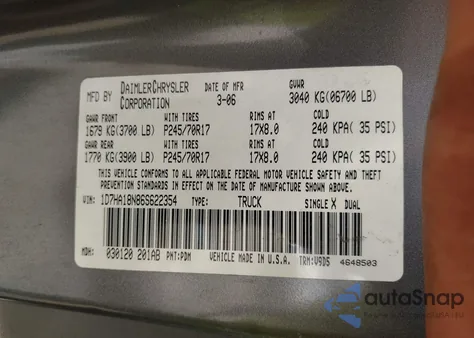 MFD BY DAIMLERCHRYSLER CORPORATION DATE OF MFR 3-06 GVWR 3040 KG(06700 LB)
GAWR FRONT WITH TIRES RIMS AT COLD
1679 KG(3700 LB) P245/70R17 17X8.0 240 KPA( 35 PSI)
GAWR REAR WITH TIRES RIMS AT COLD
1770 KG(3900 LB) P245/70R17 17X8.0 240 KPA( 35 PSI)
THIS VEHICLE CONFORMS TO ALL APPLICABLE FEDERAL MOTOR VEHICLE SAFETY AND THEFT
PREVENTION STANDARDS IN EFFECT ON THE DATE OF MANUFACTURE SHOWN ABOVE.
VIN: 1D7HA18N86S622354 TYPE: TRUCK SINGLE X DUAL
MDH: 030120 201AB PNT:PDM VEHICLE MADE IN U.S.A. TRM:V9D5 4648503
autoSnap